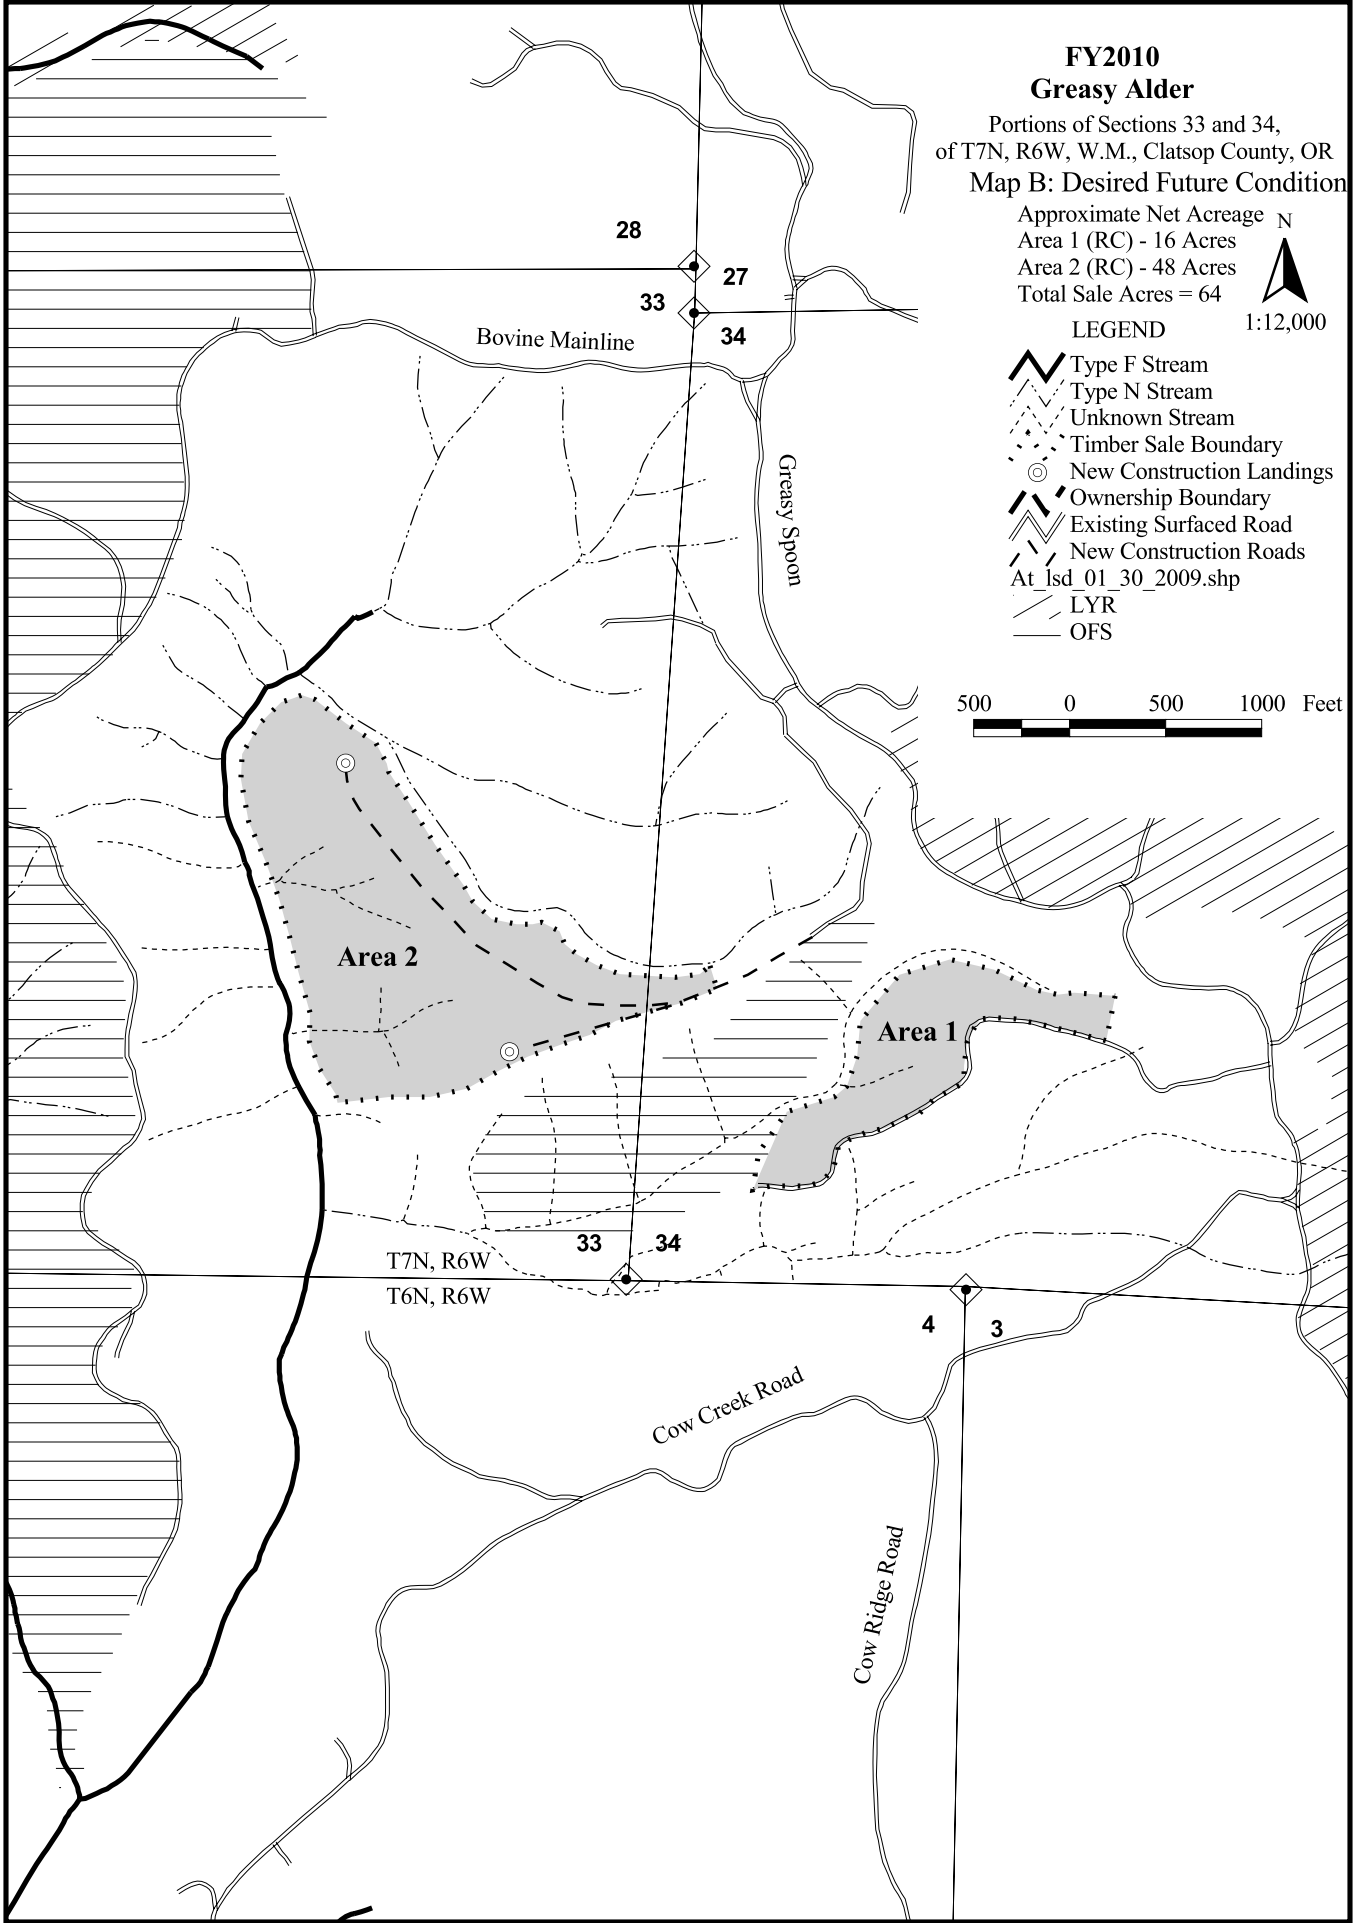 FY2010
Greasy Alder
Portions of Sections 33 and 34,
of T7N, R6W, W.M., Clatsop County, OR
Map B: Desired Future Condition
Approximate Net Acreage
Area 1 (RC) - 16 Acres
Area 2 (RC) - 48 Acres
Total Sale Acres = 64
N
1:12,000
LEGEND
Type F Stream
Type N Stream
Unknown Stream
Timber Sale Boundary
New Construction Landings
Ownership Boundary
Existing Surfaced Road
New Construction Roads
At_lsd_01_30_2009.shp
LYR
OFS
500 0 500 1000 Feet
28
27
33
34
Bovine Mainline
Greasy Spoon
Area 2
Area 1
33 34
T7N, R6W
T6N, R6W
4 3
Cow Creek Road
Cow Ridge Road